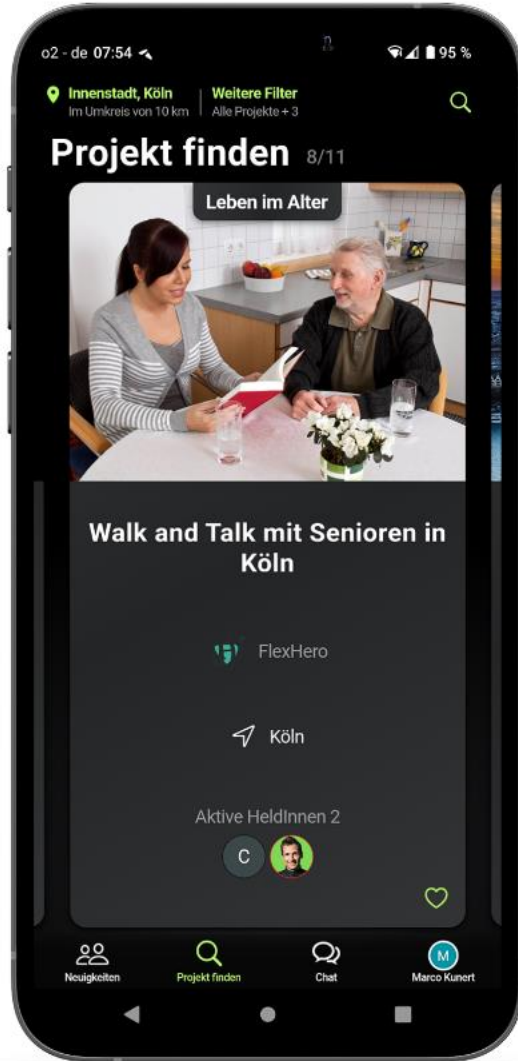 o2 - de 07:54 95 %
Innenstadt, Köln
Im Umkreis von 10 km
Weitere Filter
Alle Projekte + 3
Projekt finden 8/11
Leben im Alter
Walk and Talk mit Senioren in
Köln
FlexHero
Köln
Aktive HeldInnen 2
C
M
Neuigkeiten
Projekt finden
Chat
Marco Kunert